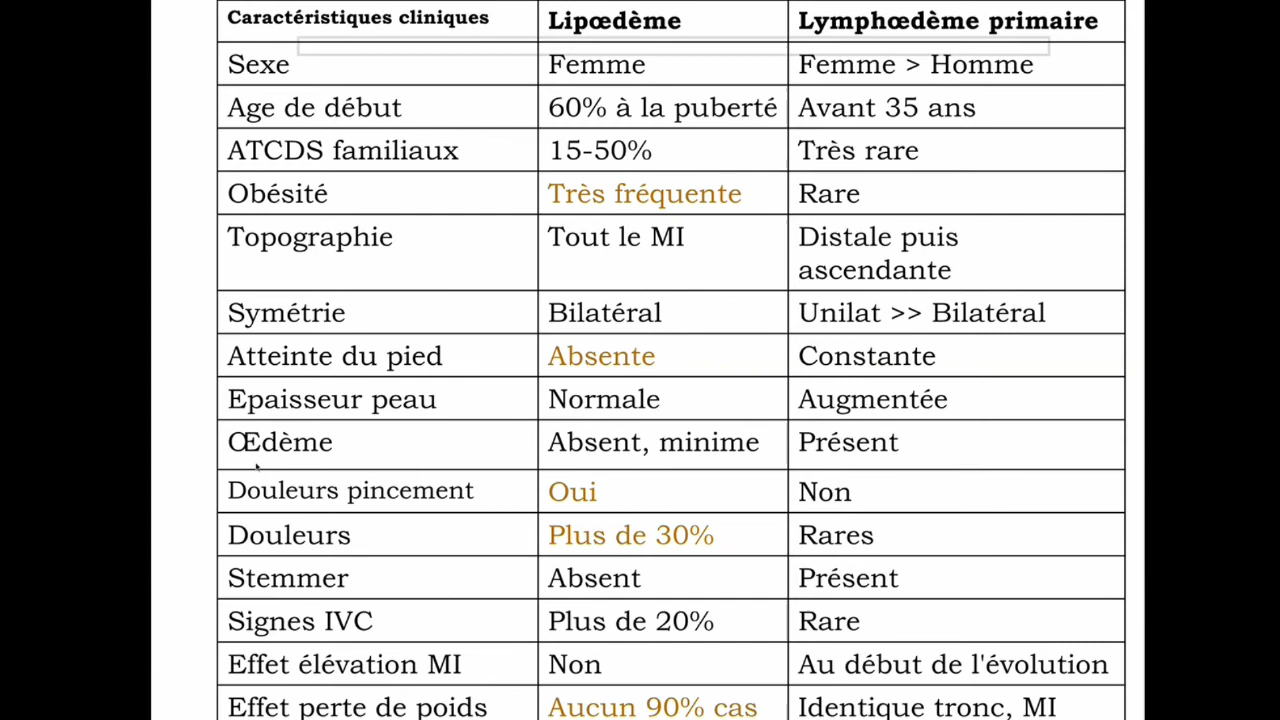 Caractéristiques cliniques Lipœdème Lymphœdème primaire
Sexe Femme Femme > Homme
Age de début 60% à la puberté Avant 35 ans
ATCDS familiaux 15-50% Très rare
Obésité Très fréquente Rare
Topographie Tout le MI Distale puis
ascendante
Symétrie Bilatéral Unilat >> Bilatéral
Atteinte du pied Absente Constante
Epaisseur peau Normale Augmentée
Œdème Absent, minime Présent
Douleurs pincement Oui Non
Douleurs Plus de 30% Rares
Stemmer Absent Présent
Signes IVC Plus de 20% Rare
Effet élévation MI Non Au début de l'évolution
Effet perte de poids Aucun 90% cas Identique tronc, MI